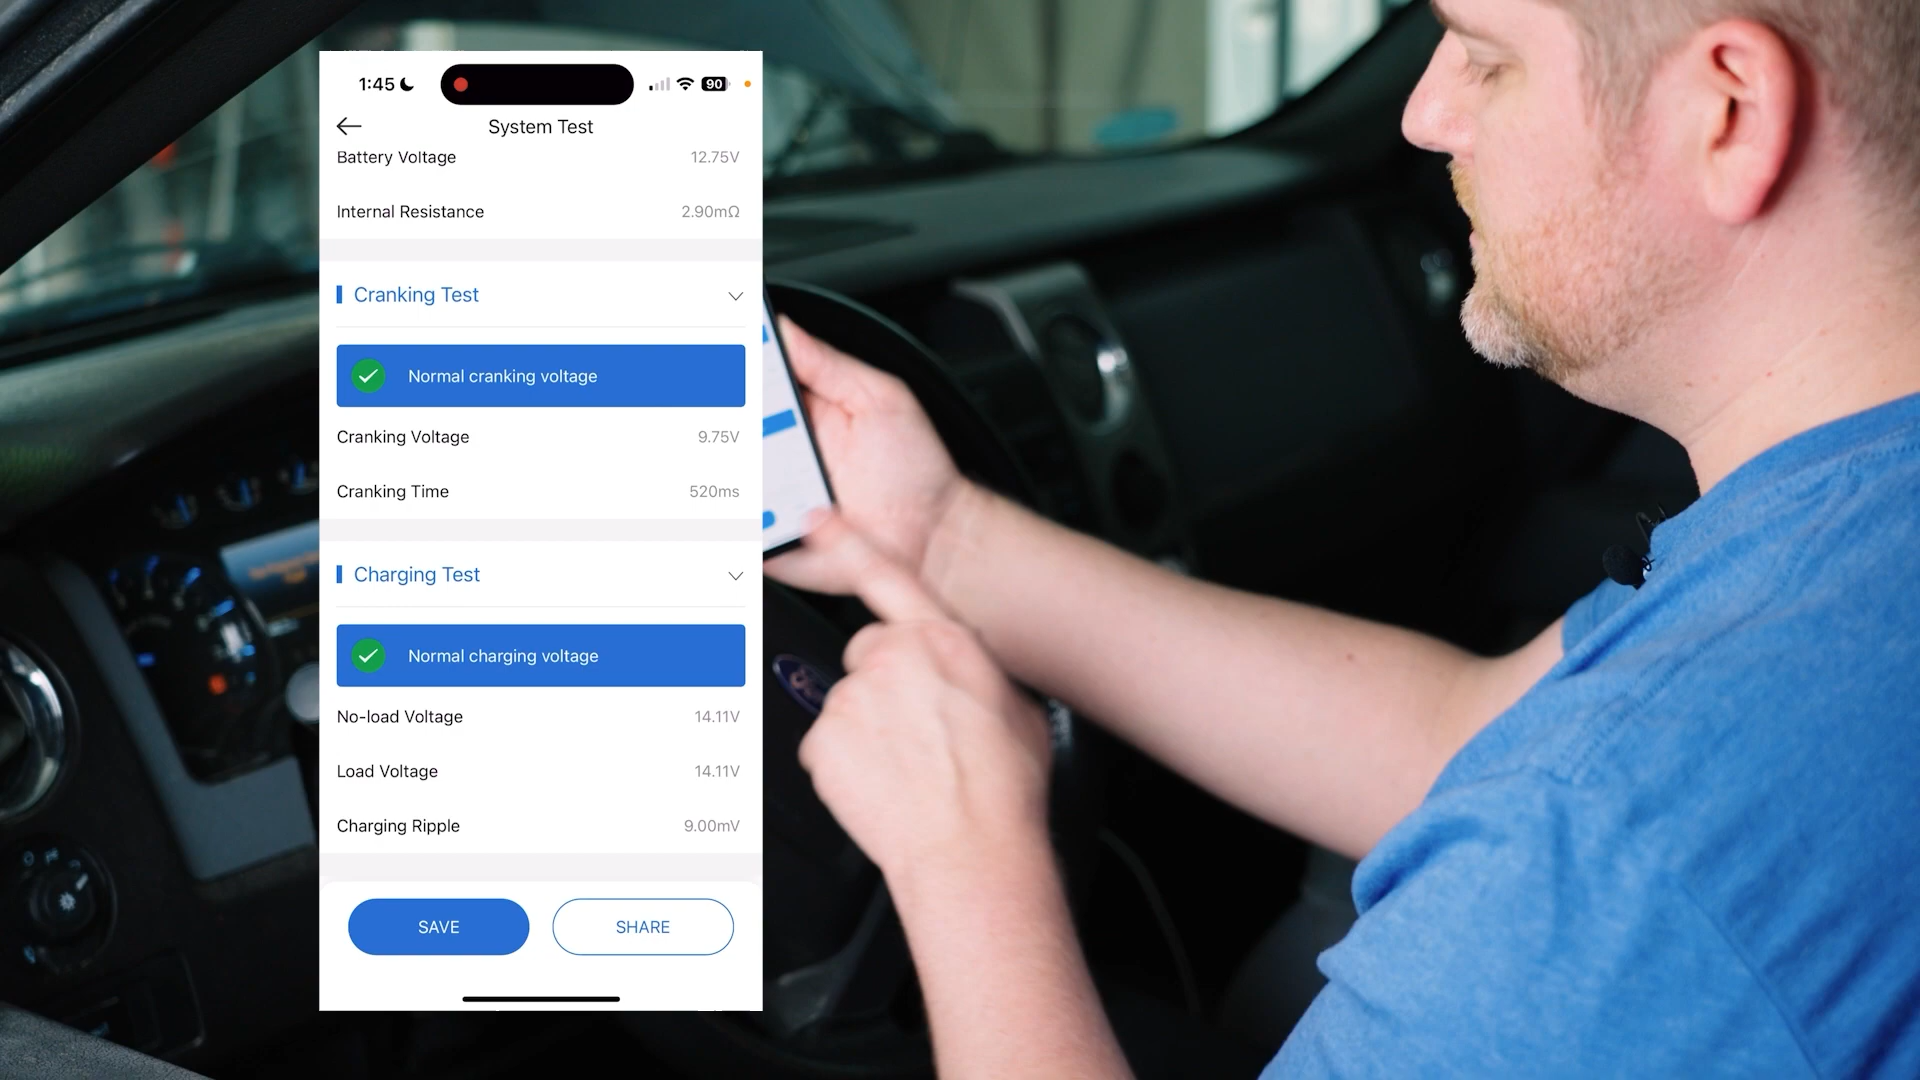 1:45
90
System Test
Battery Voltage 12.75V
Internal Resistance 2.90mΩ
Cranking Test
Normal cranking voltage
Cranking Voltage 9.75V
Cranking Time 520ms
Charging Test
Normal charging voltage
No-load Voltage 14.11V
Load Voltage 14.11V
Charging Ripple 9.00mV
SAVE SHARE